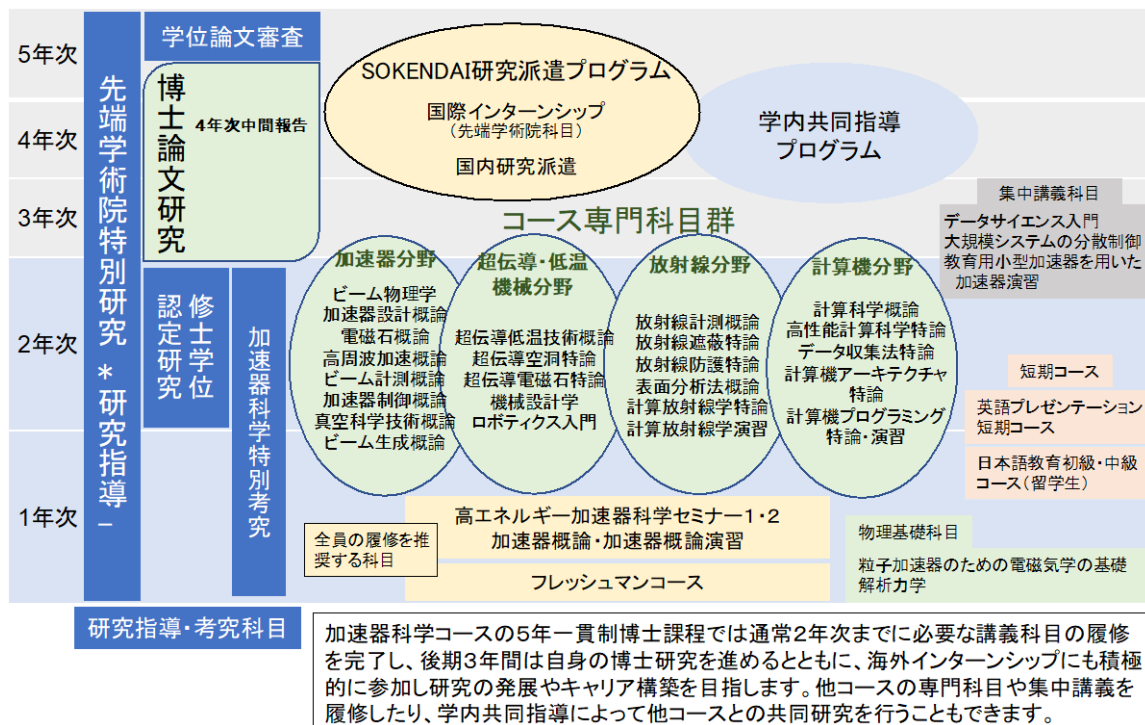 5年次
4年次
3年次
2年次
1年次
先端学術院特別研究 *研究指導-
学位論文審査
博士論文研究
4年次中間報告
修士学位
認定研究
加速器科学特別考究
研究指導・考究科目
SOKENDAI研究派遣プログラム
国際インターンシップ
(先端学術院科目)
国内研究派遣
学内共同指導
プログラム
コース専門科目群
加速器分野
ビーム物理学
加速器設計概論
電磁石概論
高周波加速概論
ビーム計測概論
加速器制御概論
真空科学技術概論
ビーム生成概論
超伝導・低温
機械分野
超伝導低温技術概論
超伝導空洞特論
超伝導電磁石特論
機械設計学
ロボティクス入門
放射線分野
放射線計測概論
放射線遮蔽特論
放射線防護特論
表面分析法概論
計算放射線学特論
計算放射線学演習
計算機分野
計算科学概論
高性能計算科学特論
データ収集法特論
計算機アーキテクチャ
特論
計算機プログラミング
特論・演習
集中講義科目
データサイエンス入門
大規模システムの分散制御
教育用小型加速器を用いた
加速器演習
短期コース
英語プレゼンテーション
短期コース
日本語教育初級・中級
コース(留学生)
全員の履修を推
奨する科目
高エネルギー加速器科学セミナー1・2
加速器概論・加速器概論演習
フレッシュマンコース
物理基礎科目
粒子加速器のための電磁気学の基礎
解析力学
加速器科学コースの5年一貫制博士課程では通常2年次までに必要な講義科目の履修
を完了し、後期3年間は自身の博士研究を進めるとともに、海外インターンシップにも積極
的に参加し研究の発展やキャリア構築を目指します。他コースの専門科目や集中講義を
履修したり、学内共同指導によって他コースとの共同研究を行うこともできます。